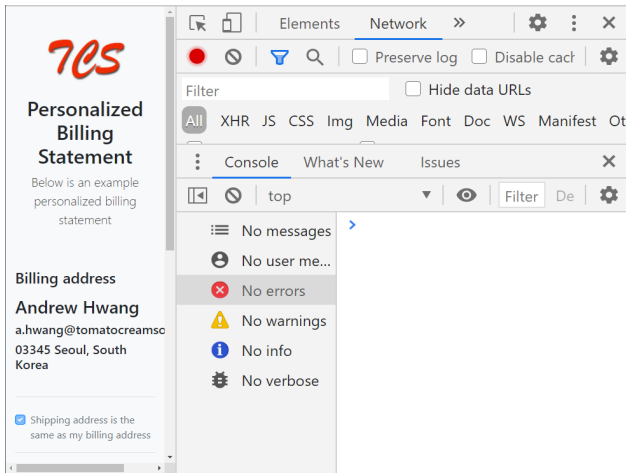 TCS
Personalized
Billing
Statement
Below is an example
personalized billing
statement
Billing address
Andrew Hwang
a.hwang@tomatocreamso
03345 Seoul, South
Korea
Shipping address is the
same as my billing address
Elements Network
Preserve log Disable cach
Filter Hide data URLs
All XHR JS CSS Img Media Font Doc WS Manifest Ot
Console What's New Issues
top Filter De
No messages
No user me...
No errors
No warnings
No info
No verbose